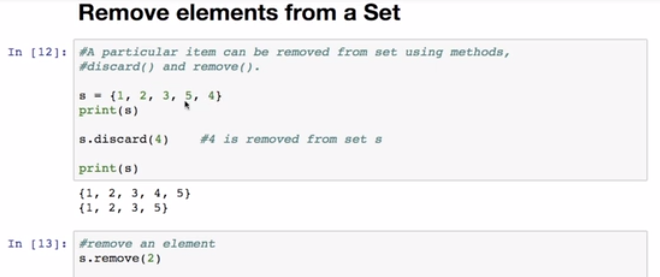 Remove elements from a Set
In [12]: #A particular item can be removed from set using methods,
#discard() and remove().
s = {1, 2, 3, 5, 4}
print(s)
s.discard(4)    #4 is removed from set s
print(s)
{1, 2, 3, 4, 5}
{1, 2, 3, 5}
In [13]: #remove an element
s.remove(2)